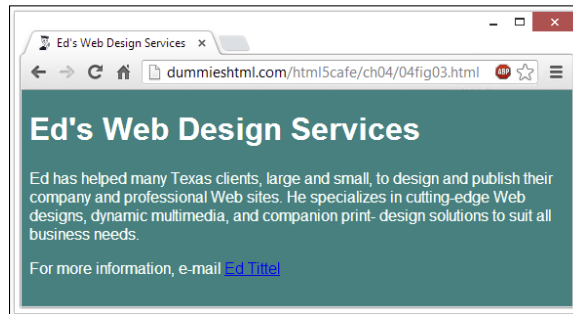 Ed's Web Design Services
dummieshtml.com/html5cafe/ch04/04fig03.html ABP
Ed's Web Design Services
Ed has helped many Texas clients, large and small, to design and publish their
company and professional Web sites. He specializes in cutting-edge Web
designs, dynamic multimedia, and companion print- design solutions to suit all
business needs.
For more information, e-mail Ed Tittel